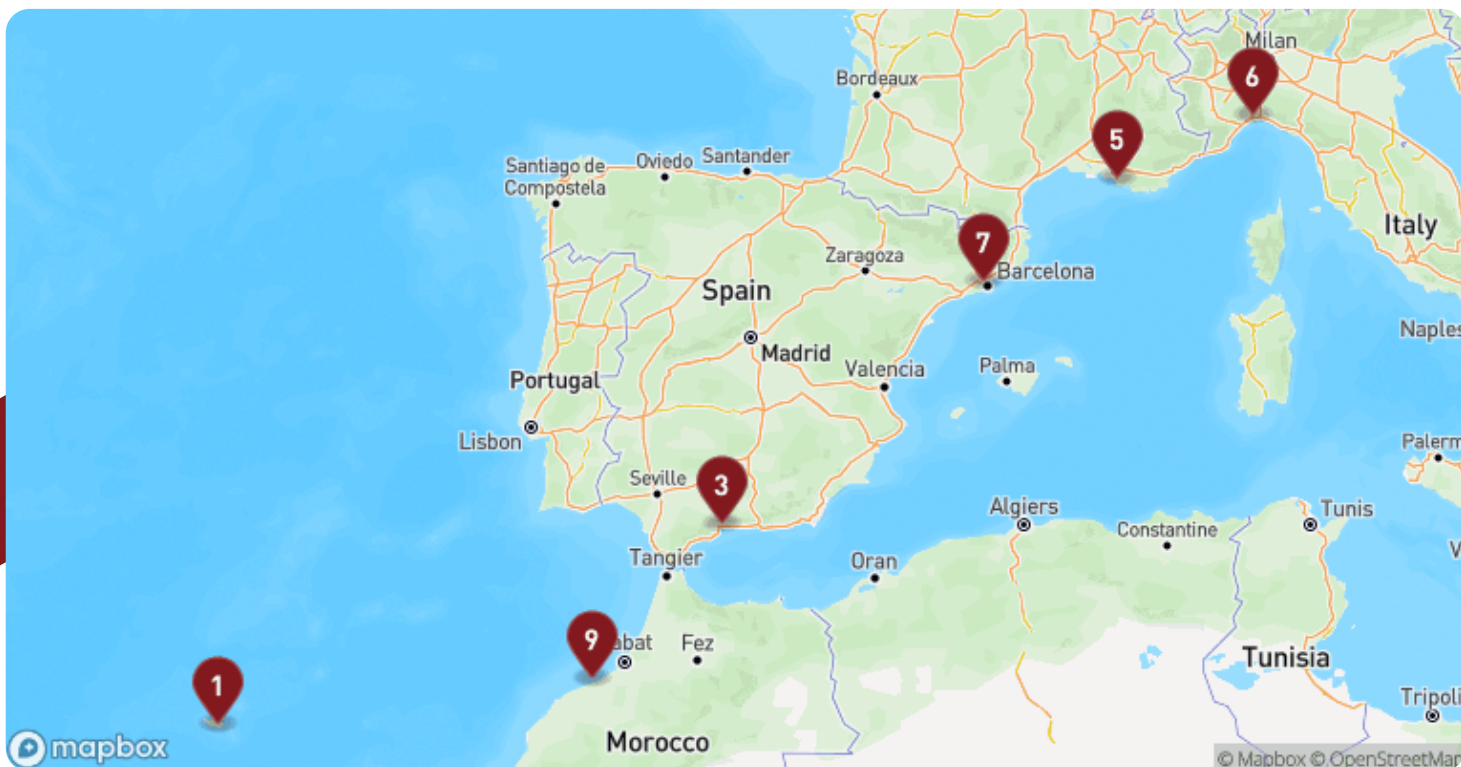 Milan
6
Bordeaux
5
Santiago de
Compostela
Oviedo
Santander
Italy
7
Zaragoza
Barcelona
Spain
Naples
Madrid
Portugal
Valencia
Palma
Lisbon
Palerm
Seville
3
Algiers
Tunis
Constantine
V
Tangier
Oran
9
abat
Fez
Tunisia
1
Tripoli
Morocco
mapbox
© Mapbox © OpenStreetMap